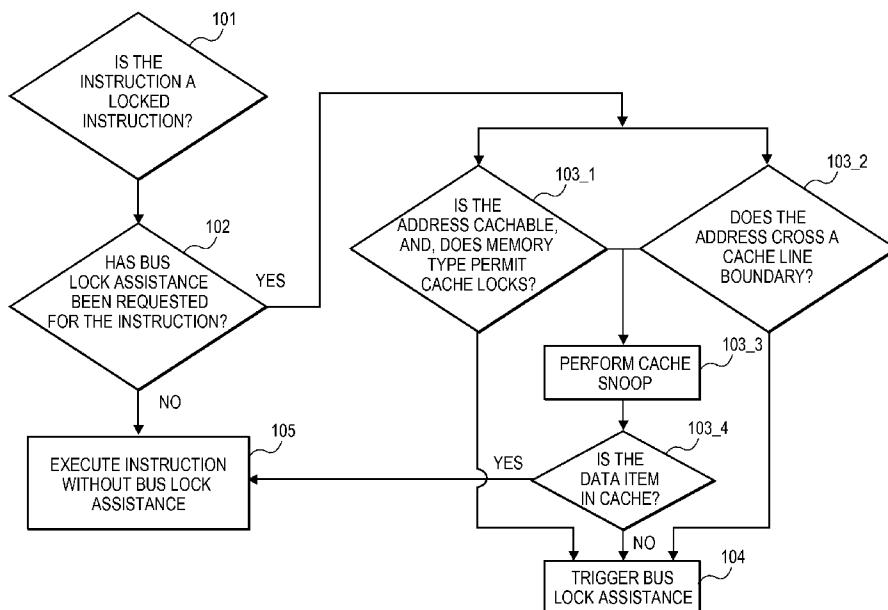 101
IS THE
INSTRUCTION A
LOCKED
INSTRUCTION?
102
HAS BUS
LOCK ASSISTANCE
BEEN REQUESTED
FOR THE INSTRUCTION?
YES
NO
105
EXECUTE INSTRUCTION
WITHOUT BUS LOCK
ASSISTANCE
103_1
IS THE
ADDRESS CACHABLE,
AND, DOES MEMORY
TYPE PERMIT
CACHE LOCKS?
103_2
DOES THE
ADDRESS CROSS A
CACHE LINE
BOUNDARY?
103_3
PERFORM CACHE
SNOOP
103_4
IS THE
DATA ITEM
IN CACHE?
YES
NO
104
TRIGGER BUS
LOCK ASSISTANCE